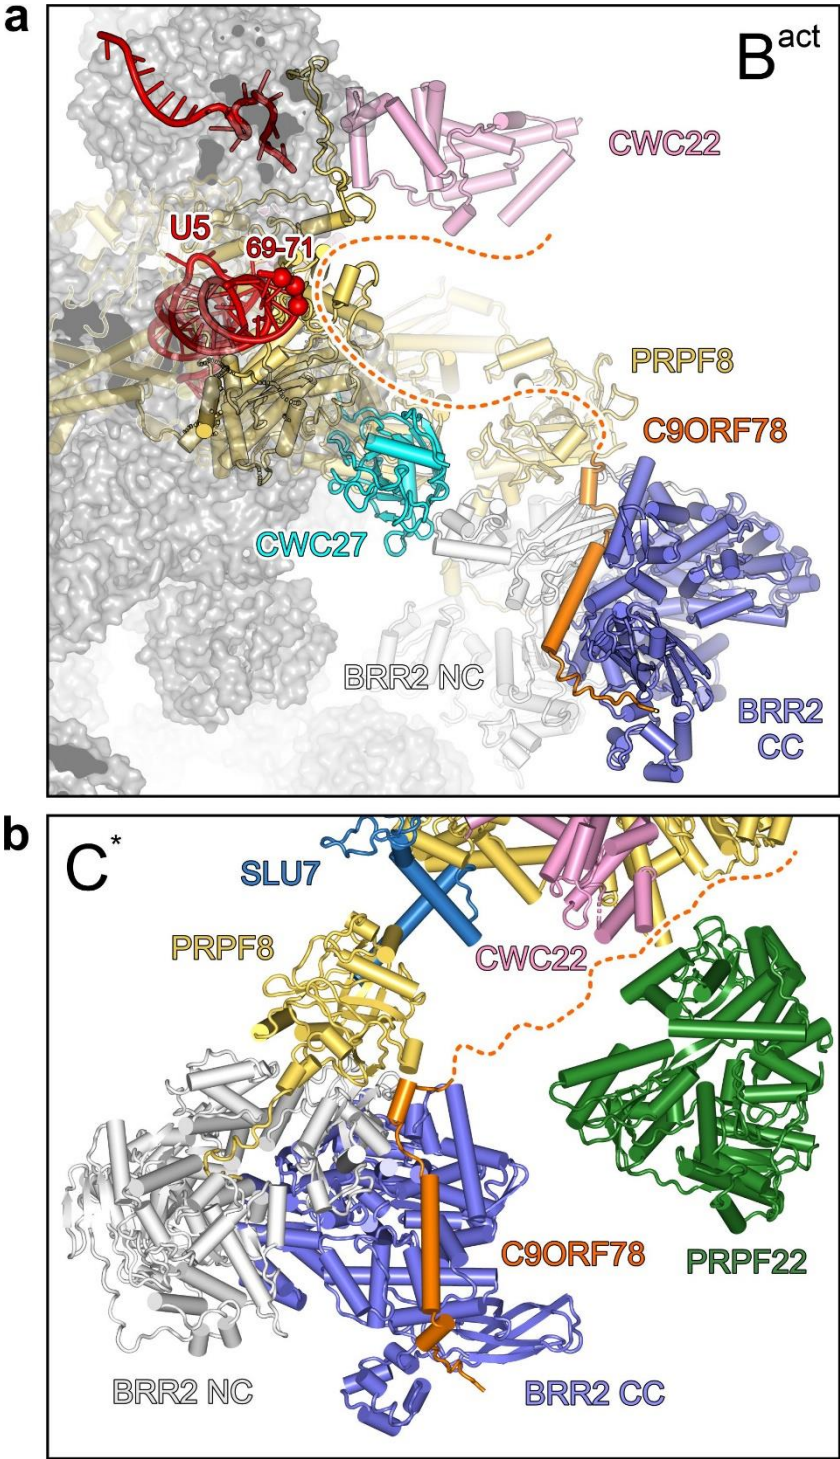 a
B^act
CWC22
U5
69-71
PRPF8
C9ORF78
CWC27
BRR2 NC
BRR2
CC
b
C*
SLU7
PRPF8
CWC22
C9ORF78
PRPF22
BRR2 NC
BRR2 CC